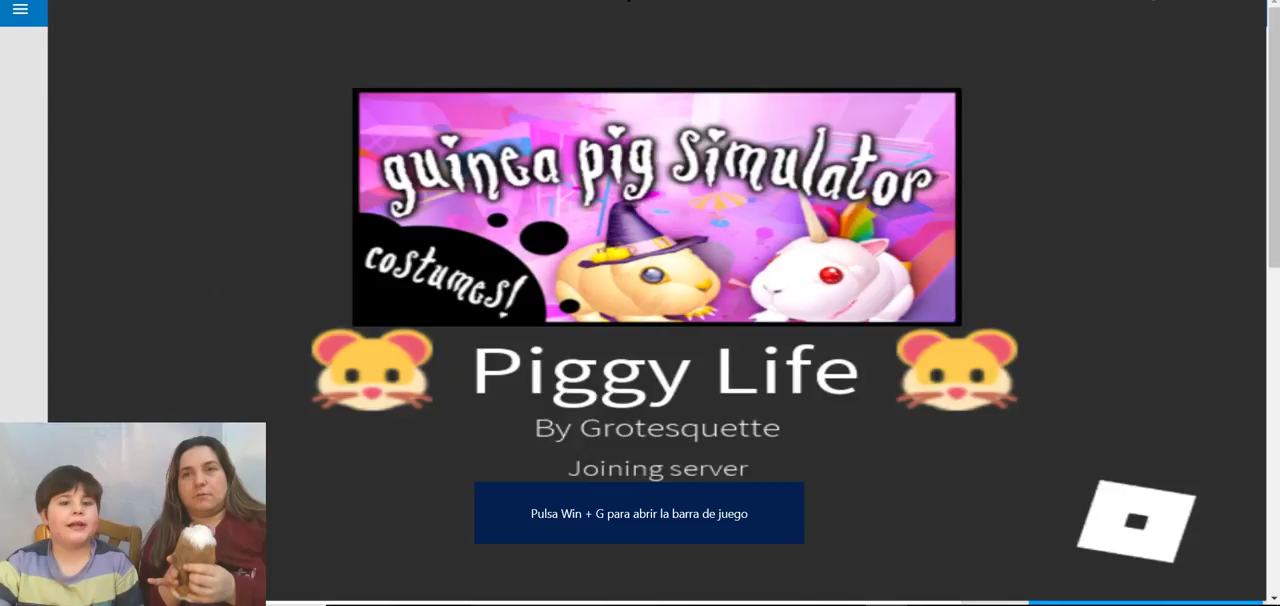 guinea pig simulator
costumes!
Piggy Life
By Grotesquette
Joining server
Pulsa Win + G para abrir la barra de juego